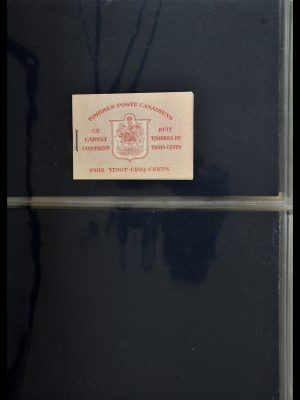 TIMBRES-POSTE CANADIENS
CE CARNET CONTIENT
HUIT TIMBRES DE TROIS CENTS
PRIX VINGT-CINQ CENTS